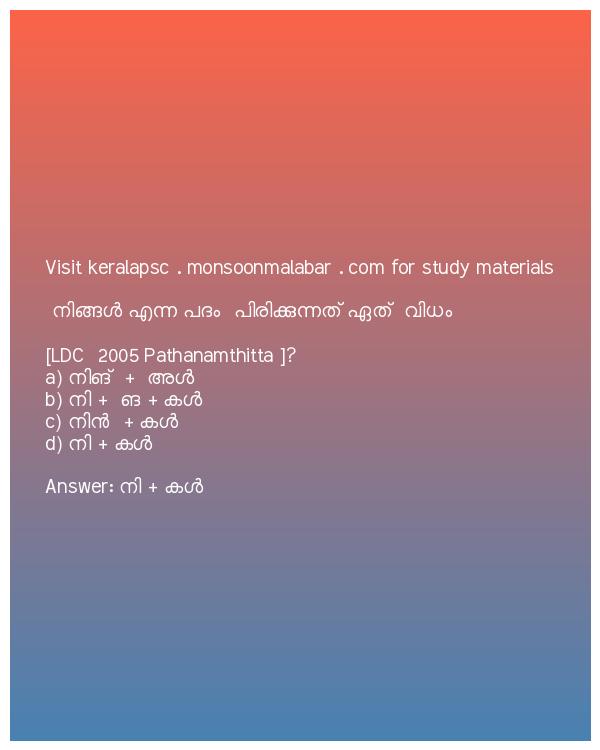 Visit keralapsc . monsoonmalabar . com for study materials
നിങ്ങൾ എന്ന പദം പിരിക്കുന്നത് ഏത് വിധം
[LDC 2005 Pathanamthitta ]?
a) നിങ് + അൾ
b) നി + ങ + കൾ
c) നിൻ + കൾ
d) നി + കൾ
Answer: നി + കൾ